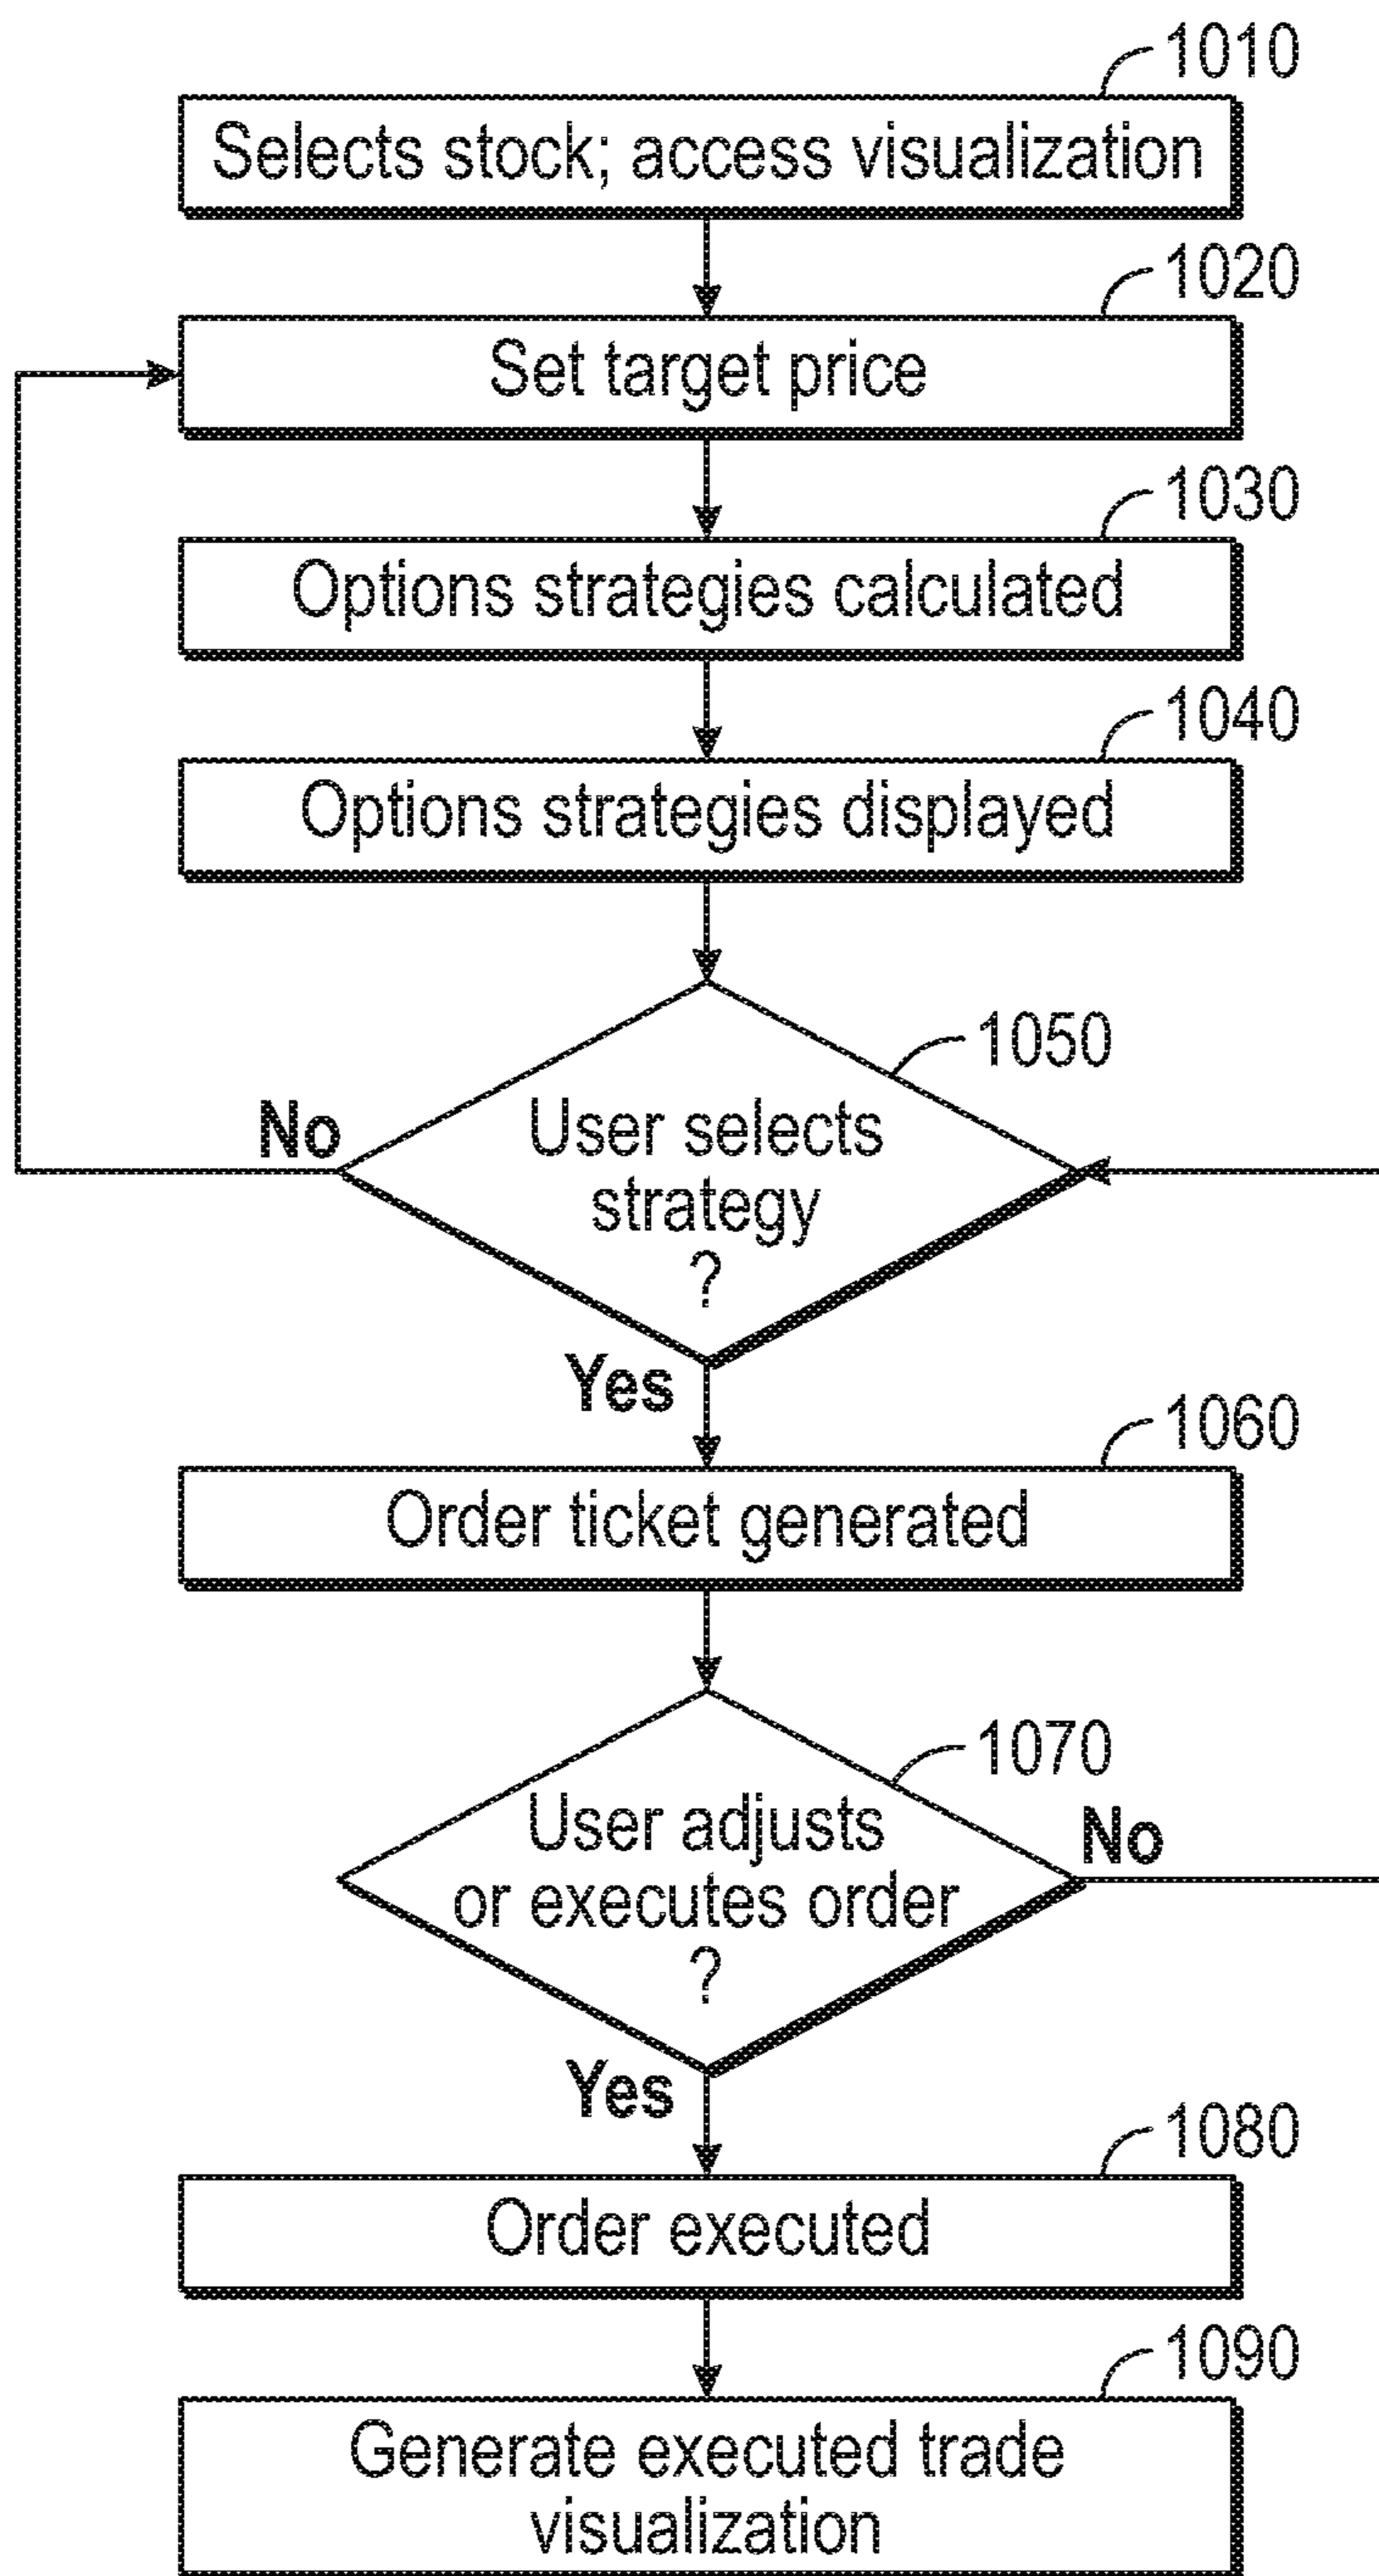 1010
Selects stock; access visualization
1020
Set target price
1030
Options strategies calculated
1040
Options strategies displayed
1050
No
User selects
strategy
?
Yes
1060
Order ticket generated
1070
User adjusts
No
or executes order
?
Yes
1080
Order executed
1090
Generate executed trade
visualization